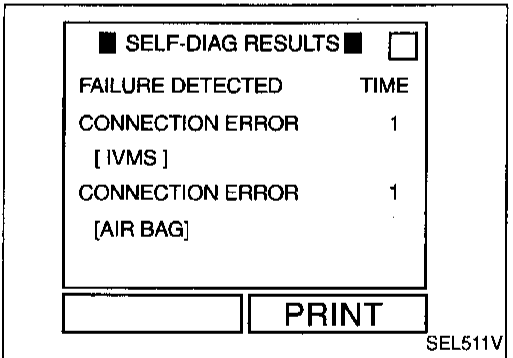 ■ SELF-DIAG RESULTS ■
FAILURE DETECTED TIME
CONNECTION ERROR 1
[ IVMS ]
CONNECTION ERROR 1
[AIR BAG]
PRINT
SEL511V